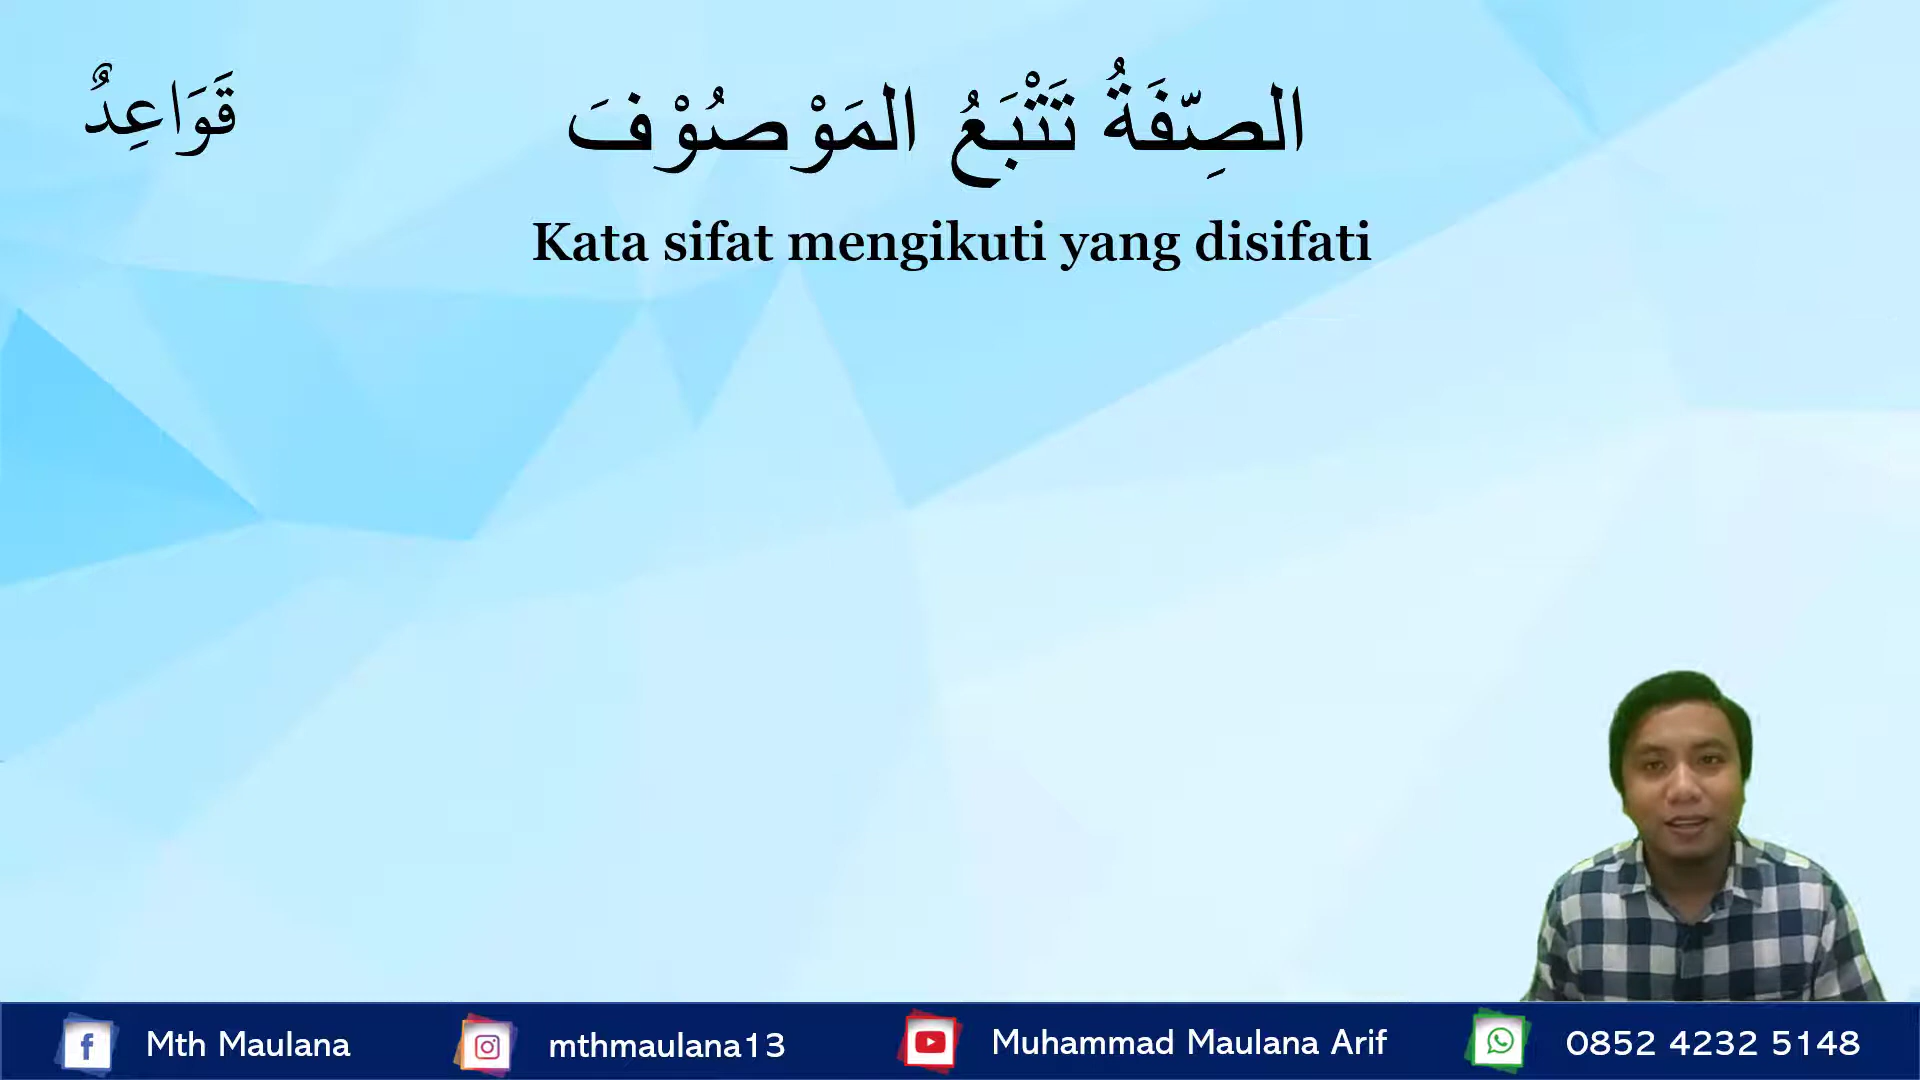 قَوَاعِدٌ
الصِّفَةُ تَتْبَعُ المَوْصُوْفَ
Kata sifat mengikuti yang disifati
Mth Maulana
mthmaulana13
Muhammad Maulana Arif
0852 4232 5148